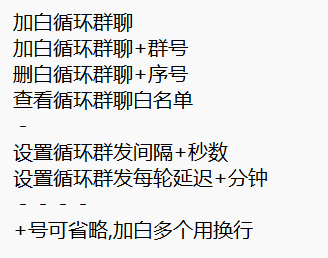 加白循环群聊
加白循环群聊+群号
删白循环群聊+序号
查看循环群聊白名单
-
设置循环群发间隔+秒数
设置循环群发每轮延迟+分钟
- - - -
+号可省略,加白多个用换行